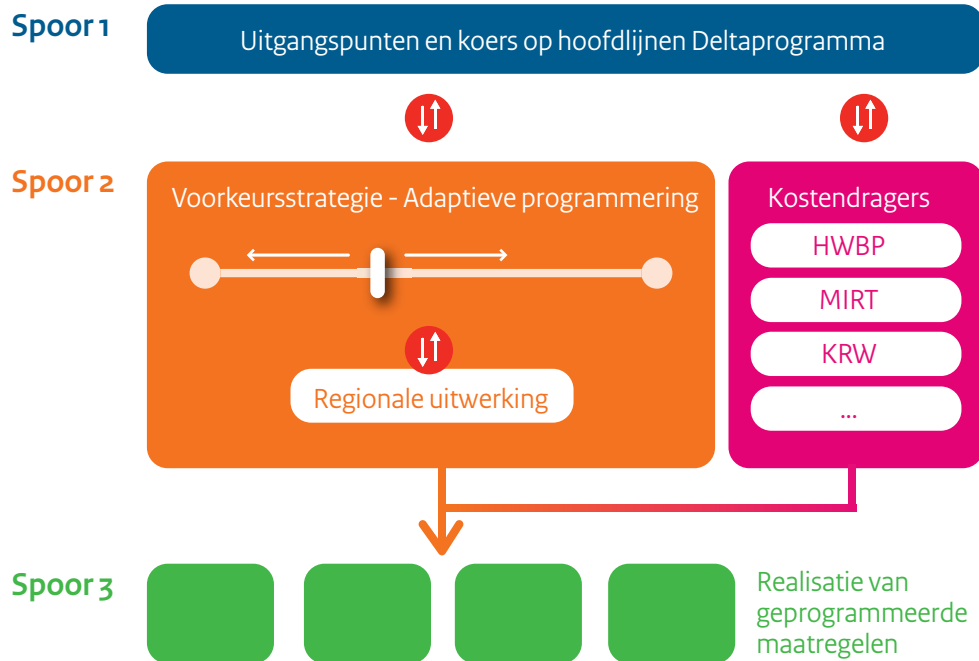 Spoor 1
Uitgangspunten en koers op hoofdlijnen Deltaprogramma
Spoor 2
Voorkeursstrategie - Adaptieve programmering
Regionale uitwerking
Kostendragers
HWBP
MIRT
KRW
...
Spoor 3
Realisatie van
geprogrammeerde
maatregelen